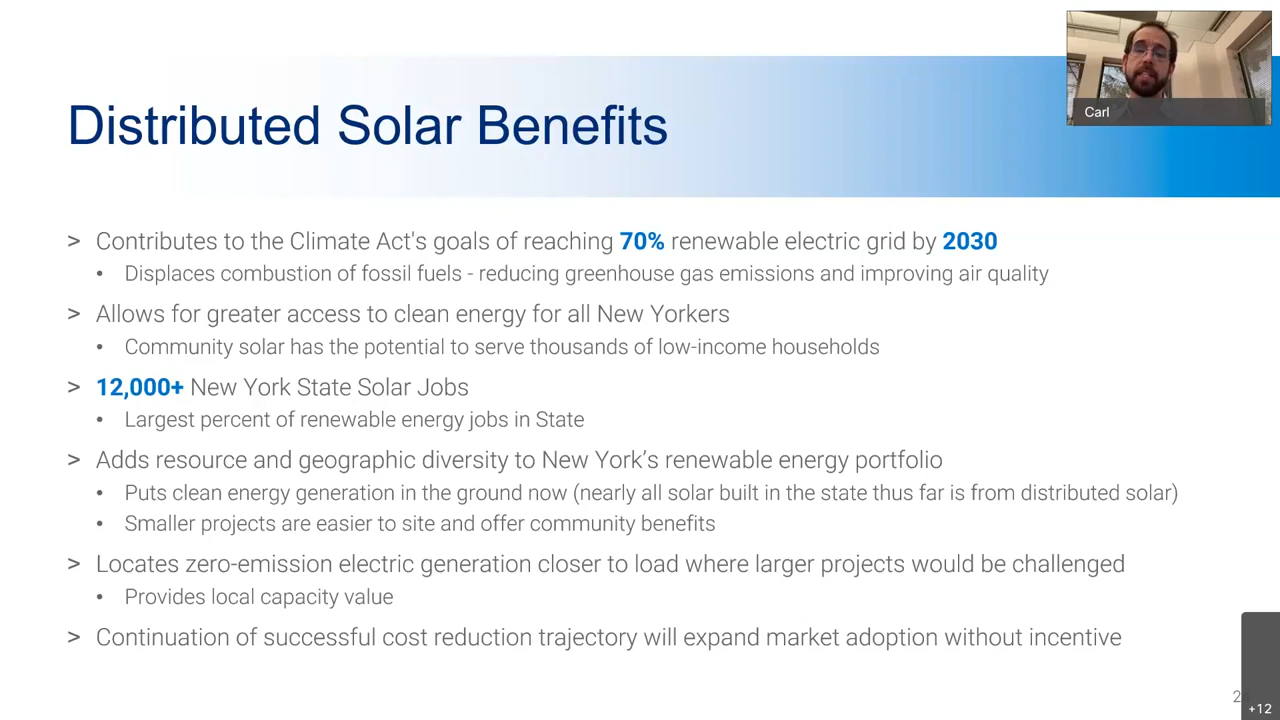 Carl
Distributed Solar Benefits
> Contributes to the Climate Act's goals of reaching 70% renewable electric grid by 2030
• Displaces combustion of fossil fuels - reducing greenhouse gas emissions and improving air quality
> Allows for greater access to clean energy for all New Yorkers
• Community solar has the potential to serve thousands of low-income households
> 12,000+ New York State Solar Jobs
• Largest percent of renewable energy jobs in State
> Adds resource and geographic diversity to New York’s renewable energy portfolio
• Puts clean energy generation in the ground now (nearly all solar built in the state thus far is from distributed solar)
• Smaller projects are easier to site and offer community benefits
> Locates zero-emission electric generation closer to load where larger projects would be challenged
• Provides local capacity value
> Continuation of successful cost reduction trajectory will expand market adoption without incentive
+12